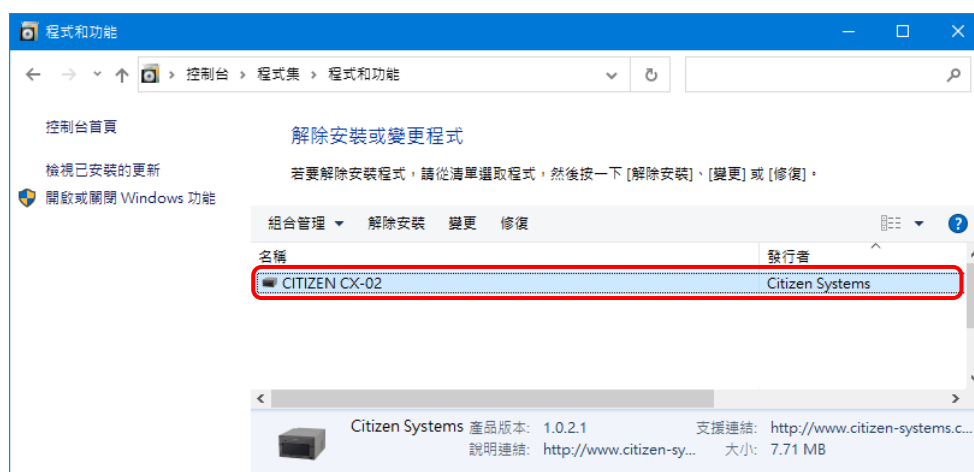 程式和功能
控制台 › 程式集 › 程式和功能
控制台首頁
檢視已安裝的更新
開啟或關閉 Windows 功能
解除安裝或變更程式
若要解除安裝程式，請從清單選取程式，然後按一下 [解除安裝]、[變更] 或 [修復]。
組合管理 解除安裝 變更 修復
名稱 發行者
CITIZEN CX-02 Citizen Systems
Citizen Systems 產品版本: 1.0.2.1 支援連結: http://www.citizen-systems.c...
說明連結: http://www.citizen-sy... 大小: 7.71 MB